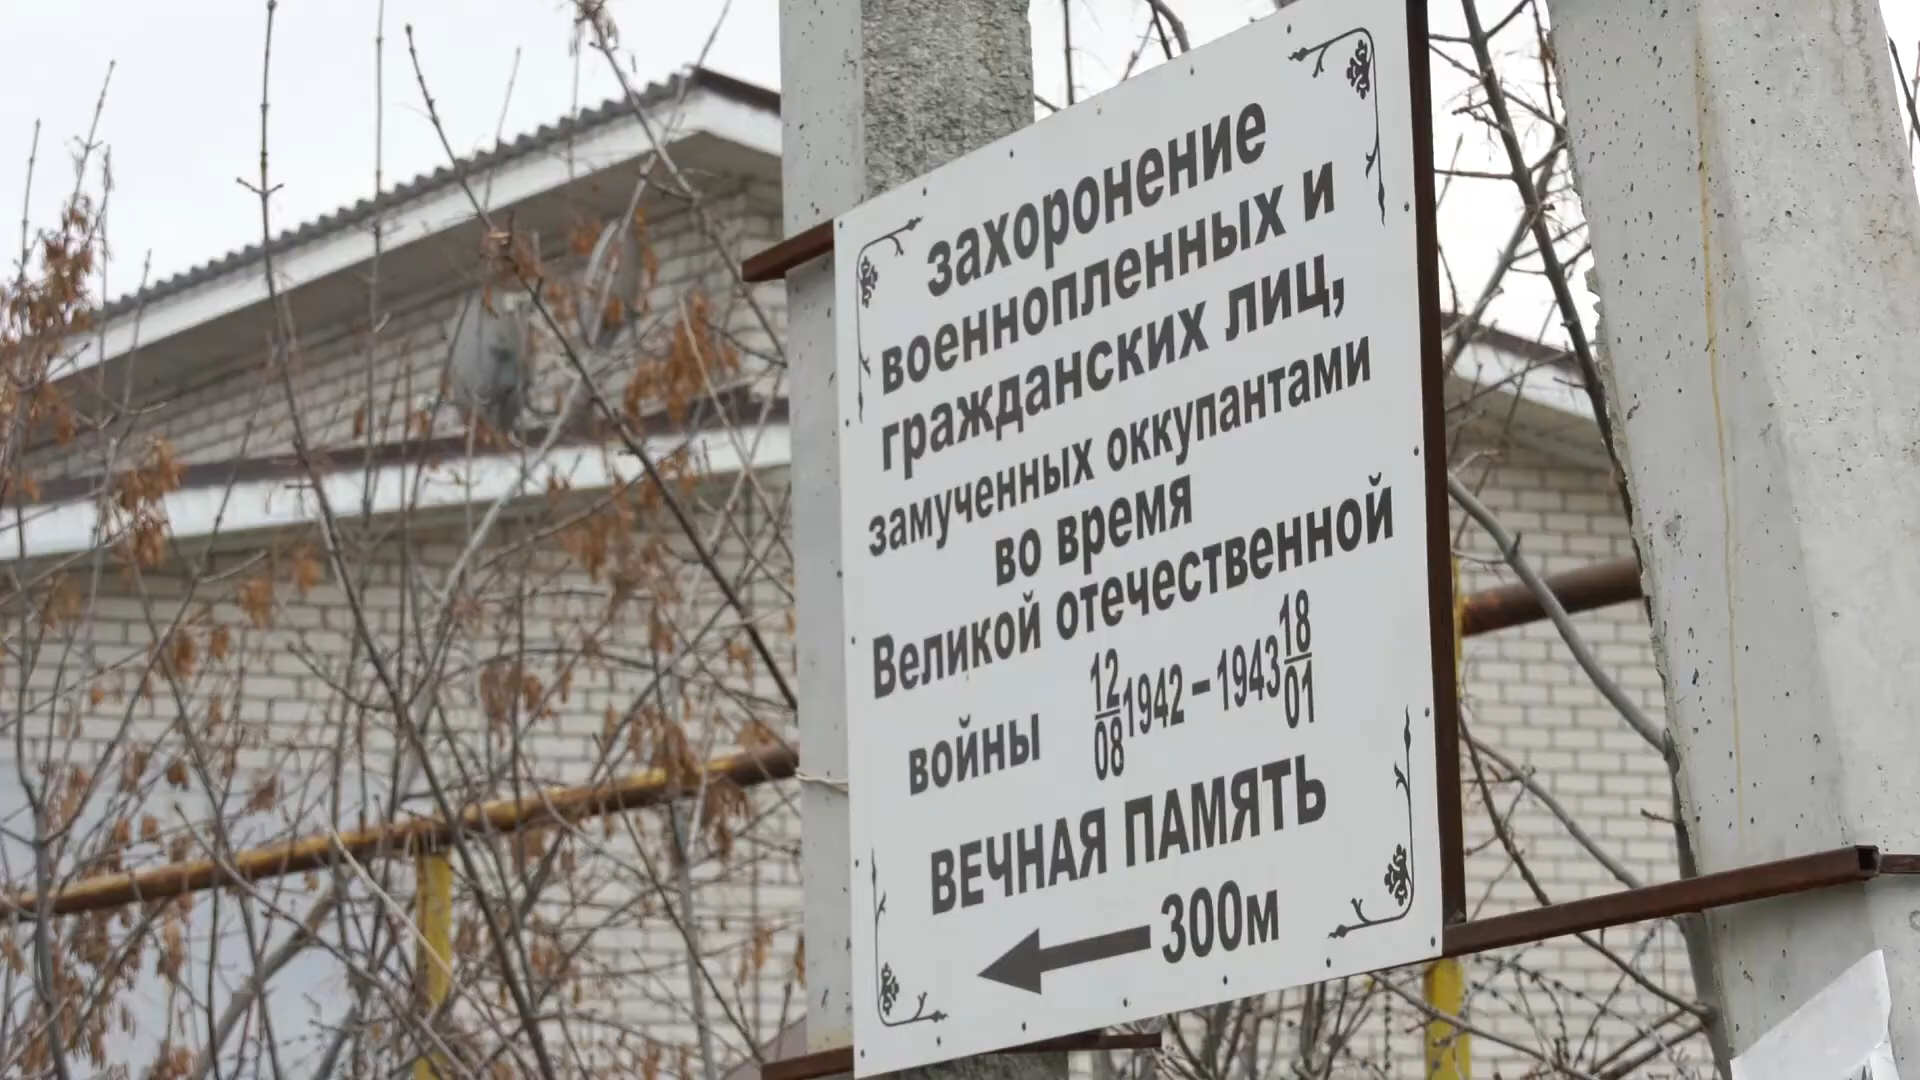 захоронение
военнопленных и
гражданских лиц,
замученных оккупантами
во время
Великой отечественной
войны 12/08 1942 – 1943 18/01
ВЕЧНАЯ ПАМЯТЬ
300м